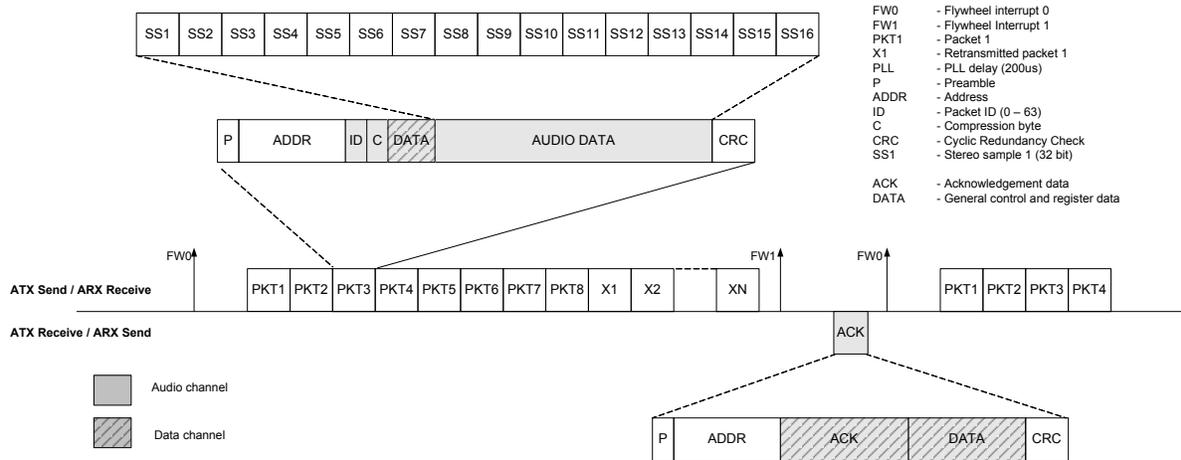 SS1 SS2 SS3 SS4 SS5 SS6 SS7 SS8 SS9 SS10 SS11 SS12 SS13 SS14 SS15 SS16
FW0 - Flywheel interrupt 0
FW1 - Flywheel Interrupt 1
PKT1 - Packet 1
X1 - Retransmitted packet 1
PLL - PLL delay (200us)
P - Preamble
ADDR - Address
ID - Packet ID (0 – 63)
C - Compression byte
CRC - Cyclic Redundancy Check
SS1 - Stereo sample 1 (32 bit)
ACK - Acknowledgement data
DATA - General control and register data
P ADDR ID C DATA AUDIO DATA CRC
FW0 FW1 FW0
ATX Send / ARX Receive PKT1 PKT2 PKT3 PKT4 PKT5 PKT6 PKT7 PKT8 X1 X2 XN PKT1 PKT2 PKT3 PKT4
ATX Receive / ARX Send ACK
Audio channel
Data channel
P ADDR ACK DATA CRC